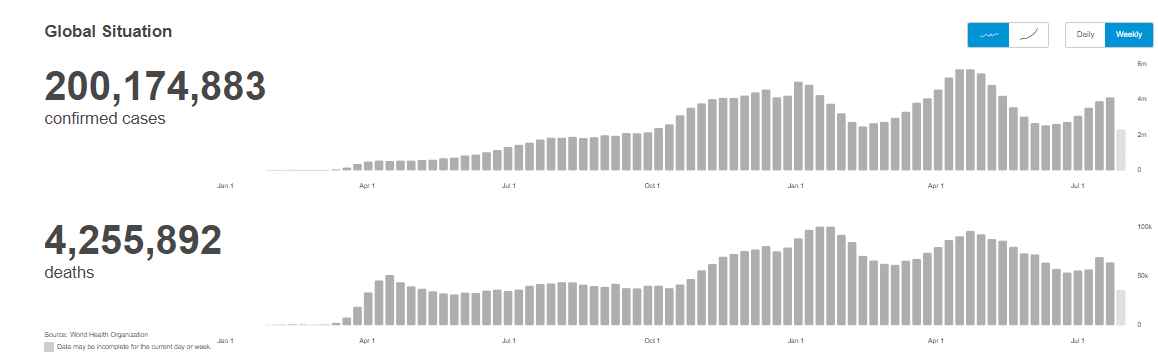 Global Situation
Daily
Weekly
200,174,883
confirmed cases
6m
4m
2m
0
Jan 1
Apr 1
Jul 1
Oct 1
Jan 1
Apr 1
Jul 1
4,255,892
deaths
100k
50k
0
Source: World Health Organization
Data may be incomplete for the current day or week.
Jan 1
Apr 1
Jul 1
Oct 1
Jan 1
Apr 1
Jul 1